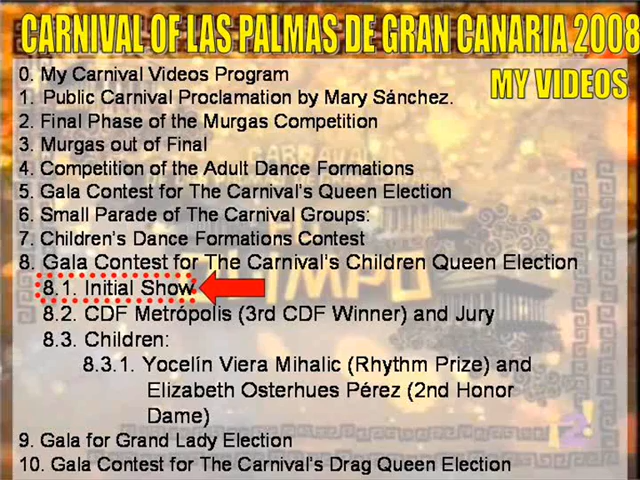 CARNIVAL OF LAS PALMAS DE GRAN CANARIA 2008
MY VIDEOS
0. My Carnival Videos Program
1. Public Carnival Proclamation by Mary Sánchez.
2. Final Phase of the Murgas Competition
3. Murgas out of Final
4. Competition of the Adult Dance Formations
5. Gala Contest for The Carnival's Queen Election
6. Small Parade of The Carnival Groups:
7. Children's Dance Formations Contest
8. Gala Contest for The Carnival's Children Queen Election
8.1. Initial Show
8.2. CDF Metrópolis (3rd CDF Winner) and Jury
8.3. Children:
8.3.1. Yocelín Viera Mihalic (Rhythm Prize) and
Elizabeth Osterhues Pérez (2nd Honor
Dame)
9. Gala for Grand Lady Election
10. Gala Contest for The Carnival's Drag Queen Election